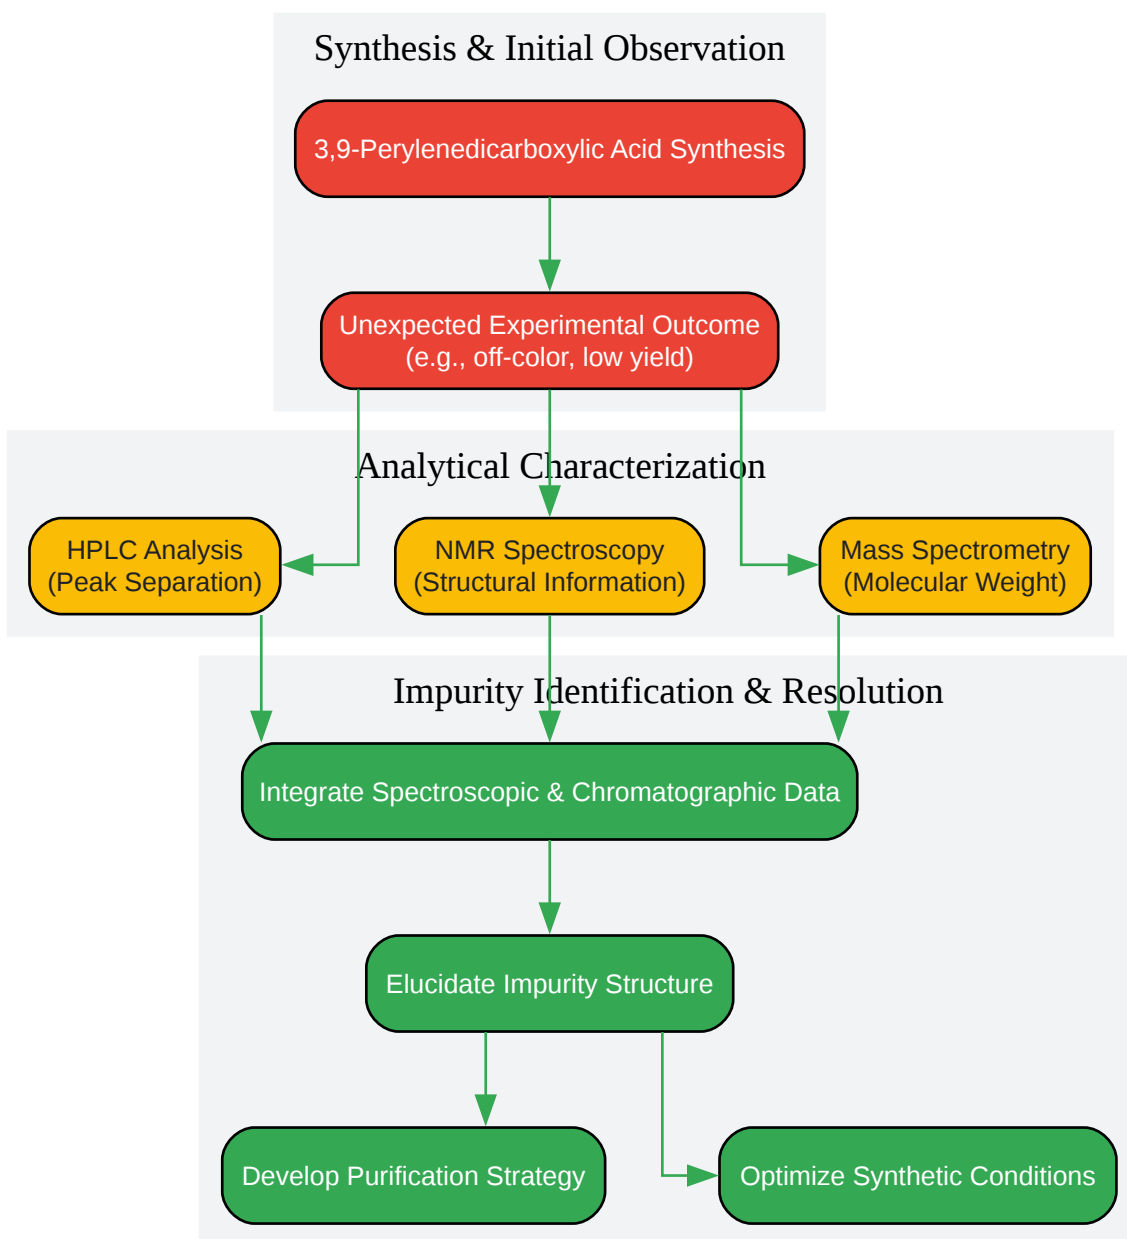 Synthesis & Initial Observation
3,9-Perylenedicarboxylic Acid Synthesis
Unexpected Experimental Outcome
(e.g., off-color, low yield)
Analytical Characterization
HPLC Analysis
(Peak Separation)
NMR Spectroscopy
(Structural Information)
Mass Spectrometry
(Molecular Weight)
Impurity Identification & Resolution
Integrate Spectroscopic & Chromatographic Data
Elucidate Impurity Structure
Develop Purification Strategy
Optimize Synthetic Conditions